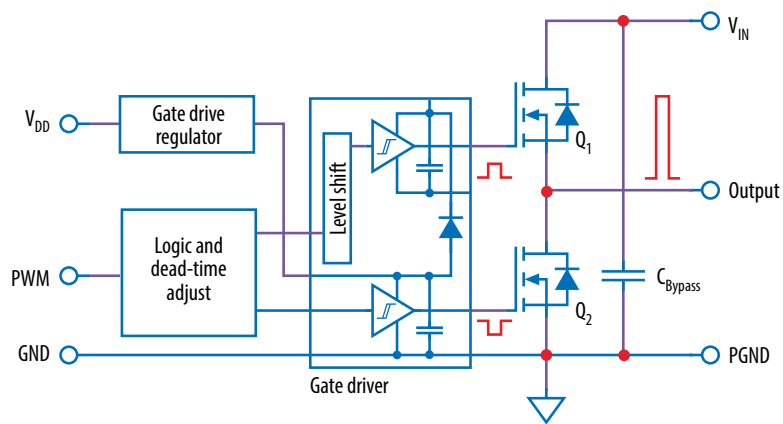 V_IN
V_DD
Gate drive
regulator
Level shift
Q_1
Output
Logic and
dead-time
adjust
PWM
C_Bypass
Q_2
GND
PGND
Gate driver